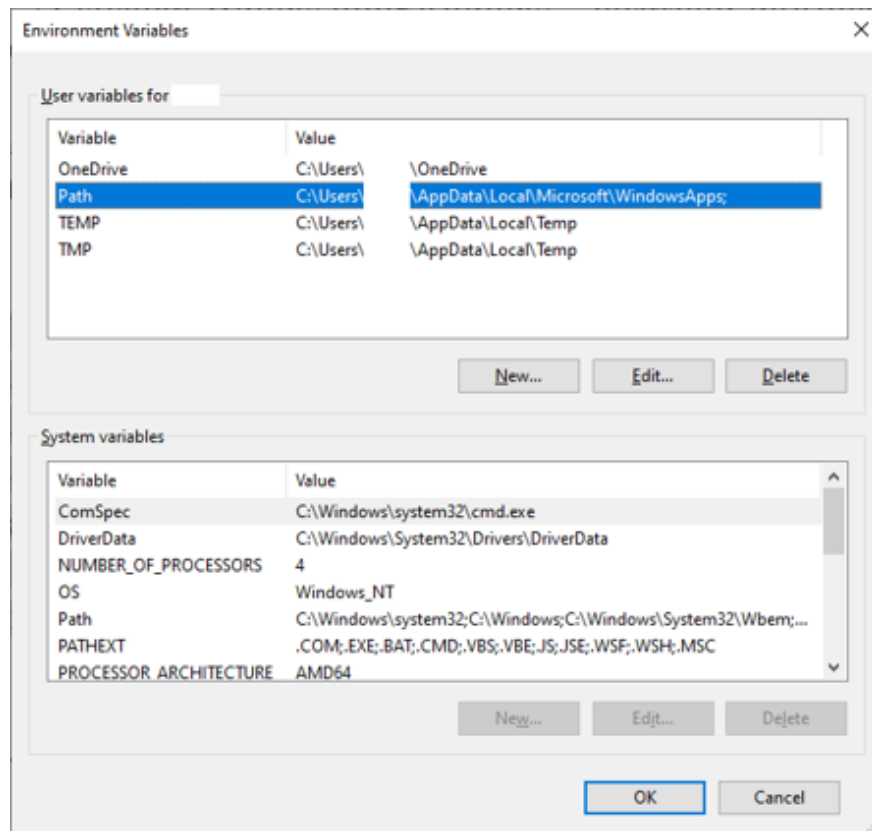 Environment Variables
User variables for
Variable Value
OneDrive C:\Users\ \OneDrive
Path C:\Users\ \AppData\Local\Microsoft\WindowsApps;
TEMP C:\Users\ \AppData\Local\Temp
TMP C:\Users\ \AppData\Local\Temp
New... Edit... Delete
System variables
Variable Value
ComSpec C:\Windows\system32\cmd.exe
DriverData C:\Windows\System32\Drivers\DriverData
NUMBER_OF_PROCESSORS 4
OS Windows_NT
Path C:\Windows\system32;C:\Windows;C:\Windows\System32\Wbem;...
PATHEXT .COM;.EXE;.BAT;.CMD;.VBS;.VBE;.JS;.JSE;.WSF;.WSH;.MSC
PROCESSOR_ARCHITECTURE AMD64
New... Edit... Delete
OK Cancel